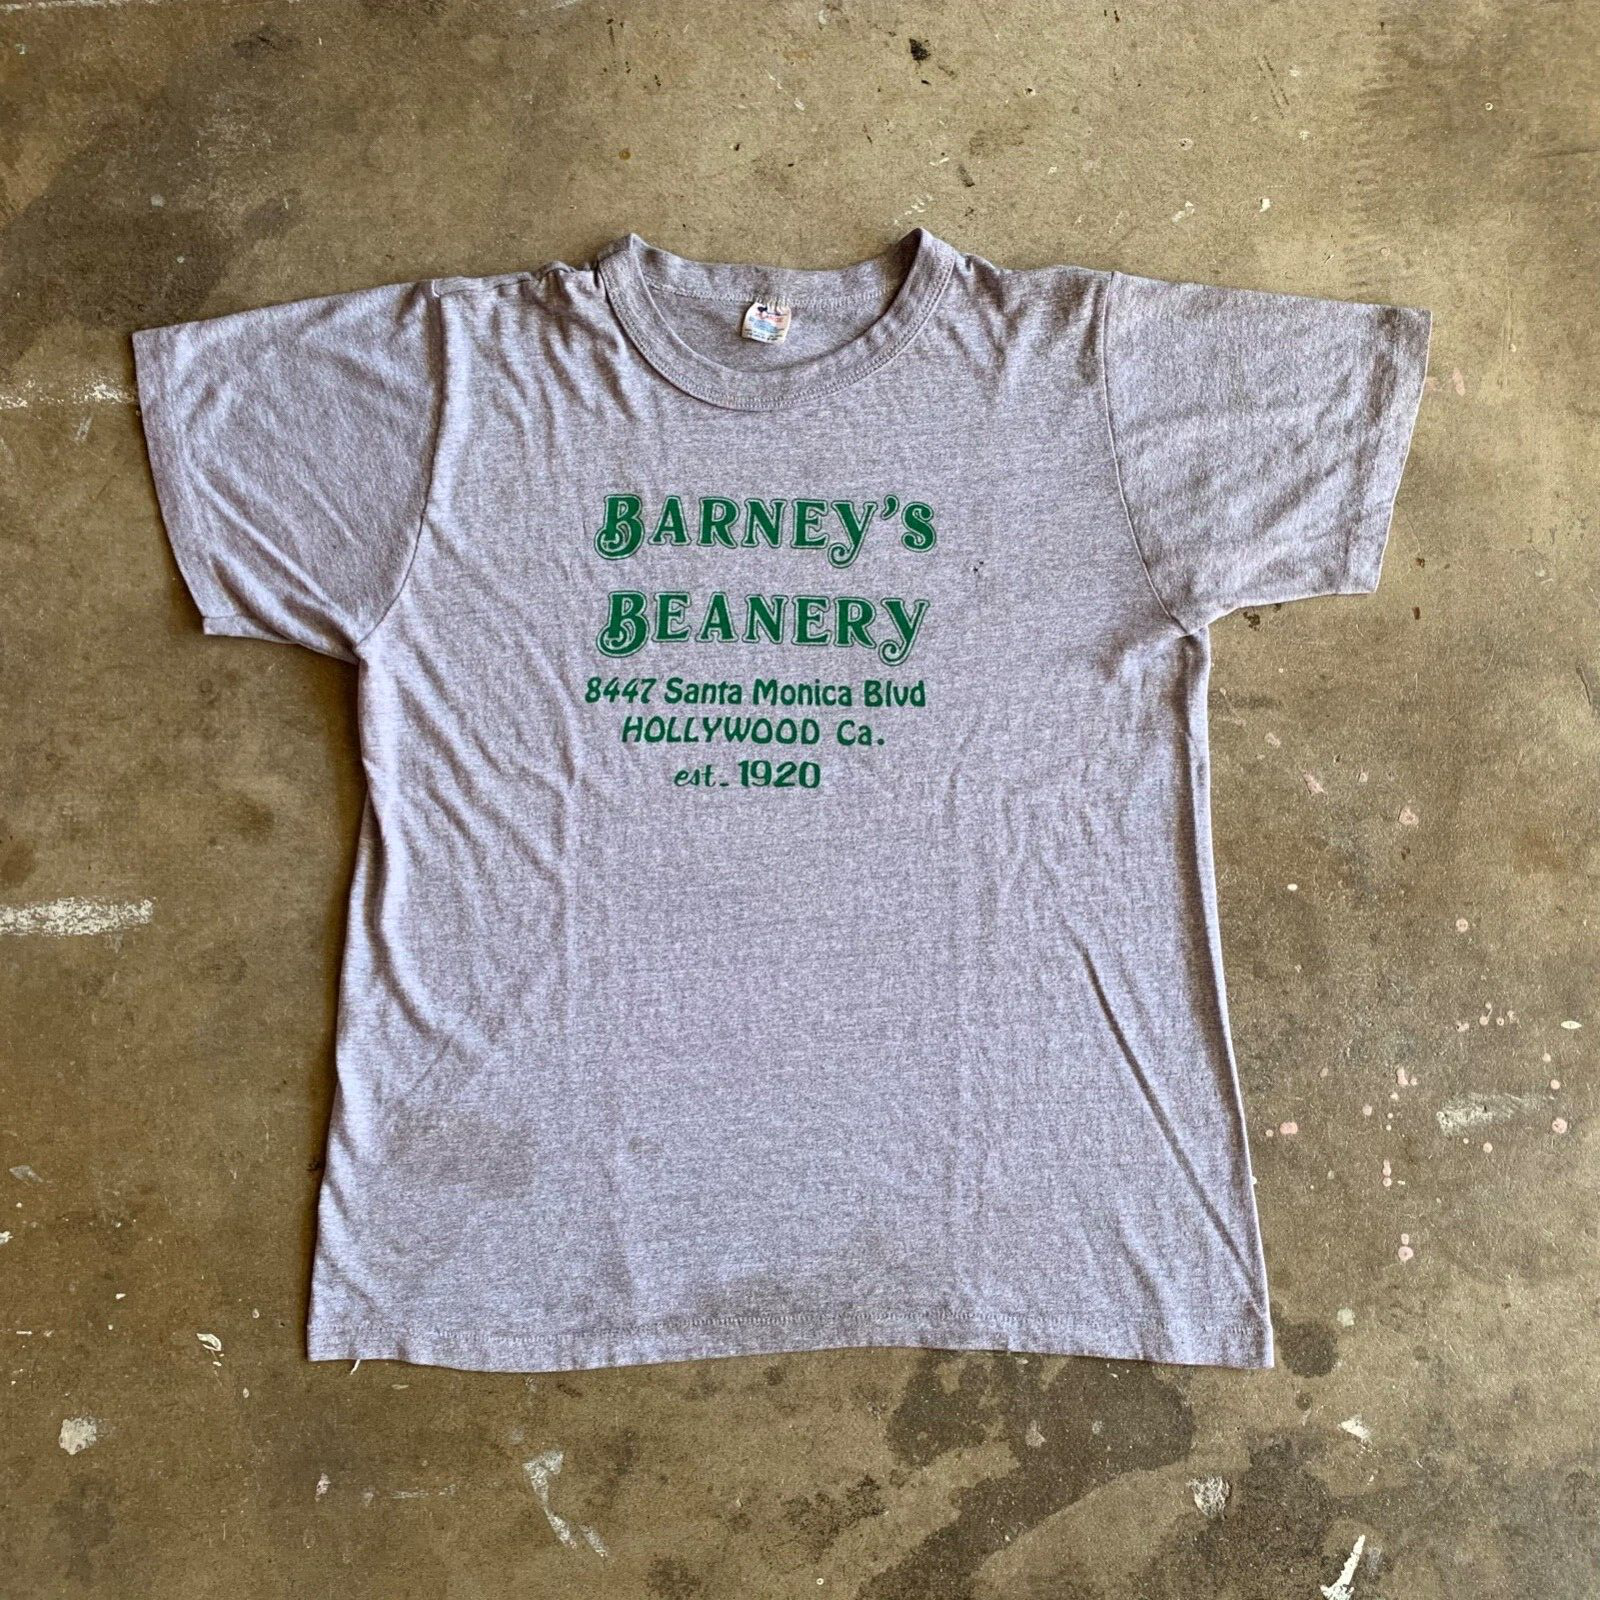 BARNEY'S
BEANERY
8447 Santa Monica Blvd
HOLLYWOOD Ca.
est. 1920